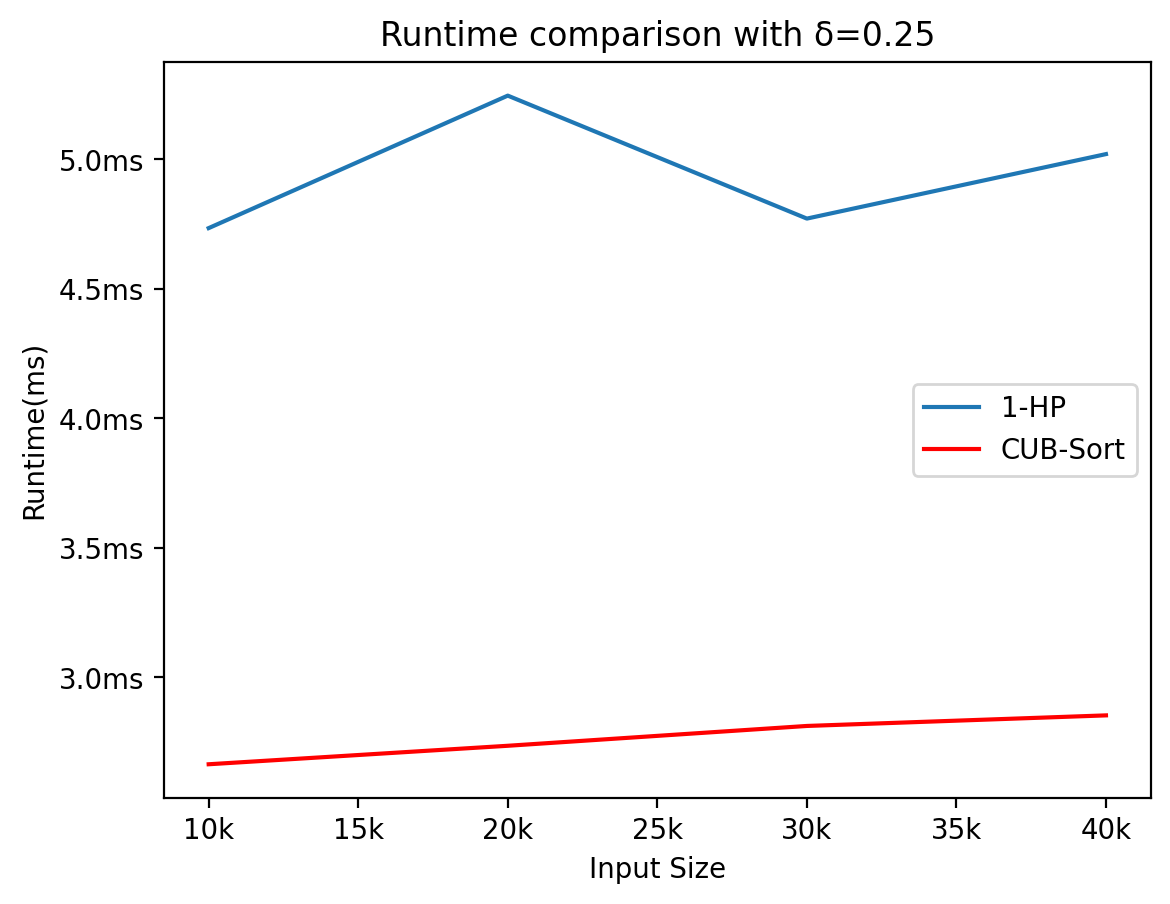 Runtime comparison with δ=0.25
5.0ms
4.5ms
4.0ms
3.5ms
3.0ms
Runtime(ms)
1-HP
CUB-Sort
10k 15k 20k 25k 30k 35k 40k
Input Size